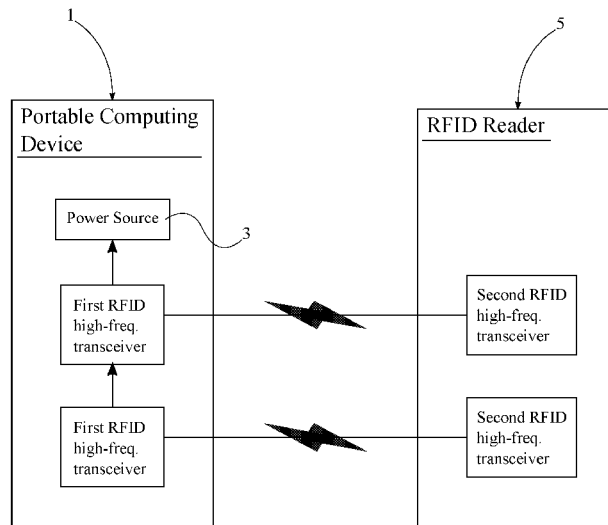 1
5
Portable Computing
Device
RFID Reader
Power Source
3
First RFID
high-freq.
transceiver
Second RFID
high-freq.
transceiver
First RFID
high-freq.
transceiver
Second RFID
high-freq.
transceiver